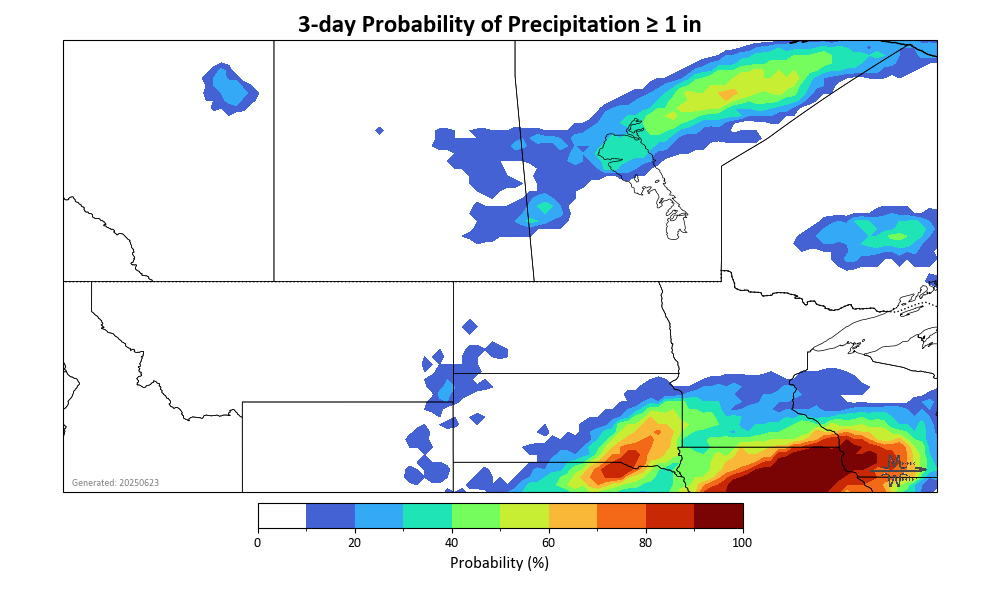 3-day Probability of Precipitation ≥ 1 in
Generated: 20250623
0 20 40 60 80 100
Probability (%)